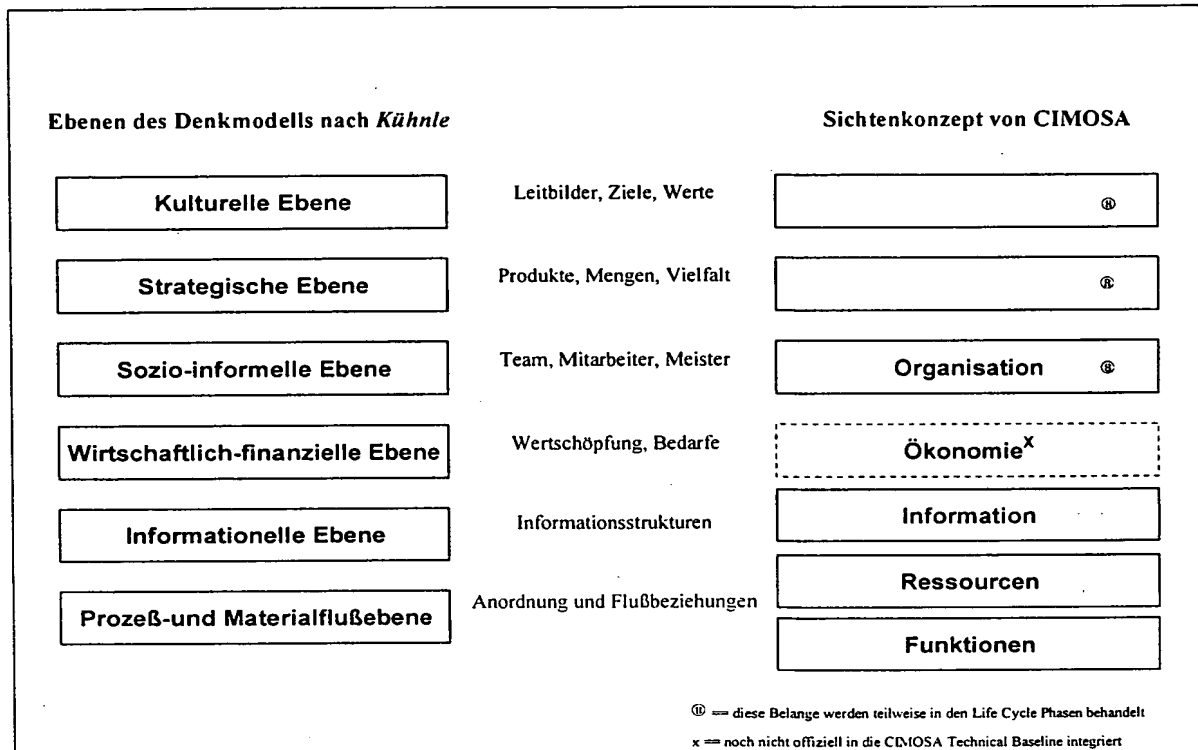 Ebenen des Denkmodells nach Kühnle
Sichtenkonzept von CIMOSA
Kulturelle Ebene
Leitbilder, Ziele, Werte
®
Strategische Ebene
Produkte, Mengen, Vielfalt
®
Sozio-informelle Ebene
Team, Mitarbeiter, Meister
Organisation ®
Wirtschaftlich-finanzielle Ebene
Wertschöpfung, Bedarfe
Ökonomieˣ
Informationelle Ebene
Informationsstrukturen
Information
Prozeß-und Materialflußebene
Anordnung und Flußbeziehungen
Ressourcen
Funktionen
® == diese Belange werden teilweise in den Life Cycle Phasen behandelt
x == noch nicht offiziell in die CIMOSA Technical Baseline integriert